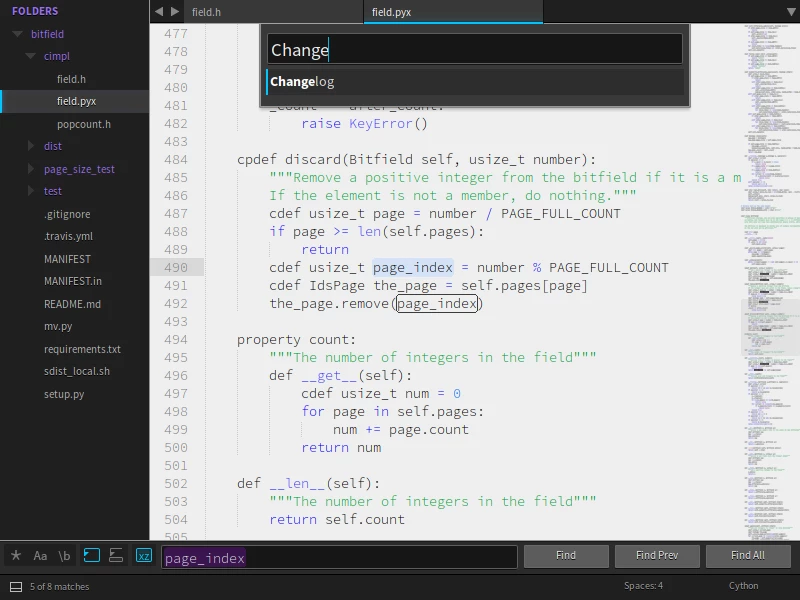 FOLDERS
bitfield
cimpl
field.h
field.pyx
popcount.h
dist
page_size_test
test
.gitignore
.travis.yml
MANIFEST
MANIFEST.in
README.md
mv.py
requirements.txt
sdist_local.sh
setup.py
field.h
field.pyx
Change
Changelog
477
478
479
480
481
482 raise KeyError()
483
484 cpdef discard(Bitfield self, usize_t number):
485 """Remove a positive integer from the bitfield if it is a m
486 If the element is not a member, do nothing."""
487 cdef usize_t page = number / PAGE_FULL_COUNT
488 if page >= len(self.pages):
489 return
490 cdef usize_t page_index = number % PAGE_FULL_COUNT
491 cdef IdsPage the_page = self.pages[page]
492 the_page.remove(page_index)
493
494 property count:
495 """The number of integers in the field"""
496 def __get__(self):
497 cdef usize_t num = 0
498 for page in self.pages:
499 num += page.count
500 return num
501
502 def __len__(self):
503 """The number of integers in the field"""
504 return self.count
505
Aa \b xz page_index Find Find Prev Find All
5 of 8 matches Spaces: 4 Cython